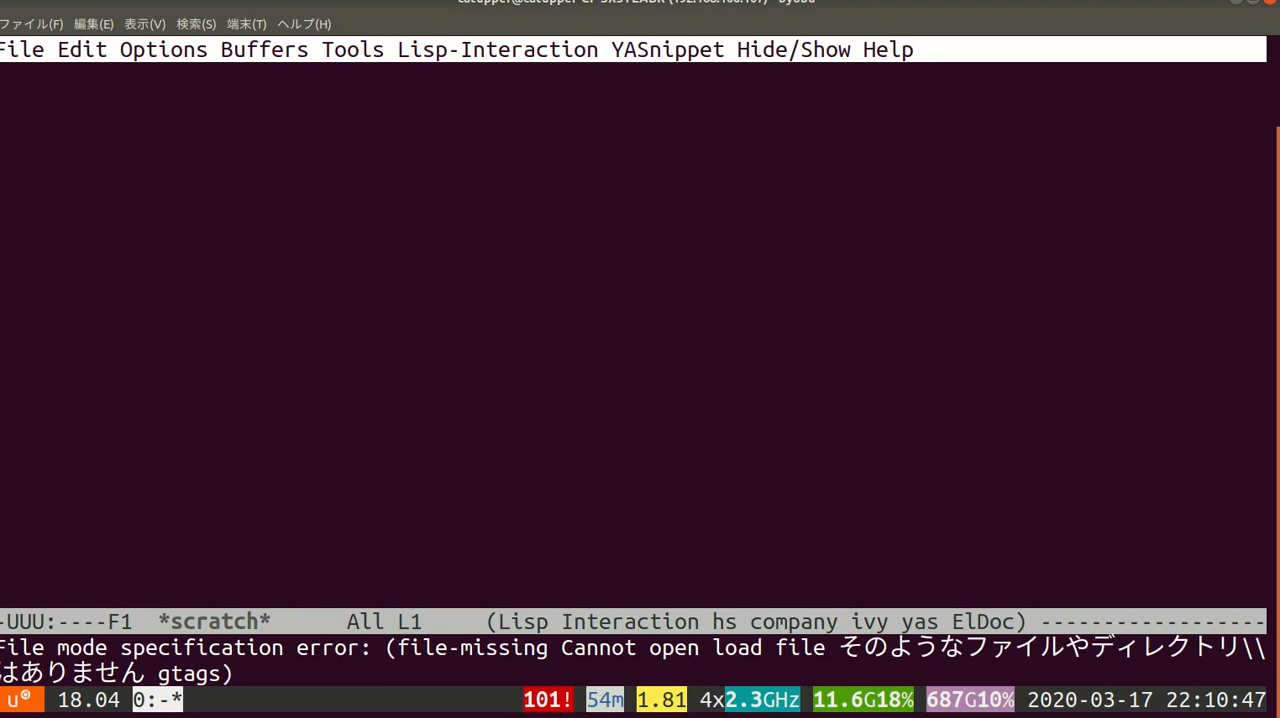 ファイル(F) 編集(E) 表示(V) 検索(S) 端末(T) ヘルプ(H)
File Edit Options Buffers Tools Lisp-Interaction YASnippet Hide/Show Help
-UUU:----F1 *scratch* All L1 (Lisp Interaction hs company ivy yas ElDoc) ------------------
File mode specification error: (file-missing Cannot open load file そのようなファイルやディレクトリ\\
はありません gtags)
u 18.04 0:-* 101! 54m 1.81 4x2.3GHz 11.6G18% 687G10% 2020-03-17 22:10:47